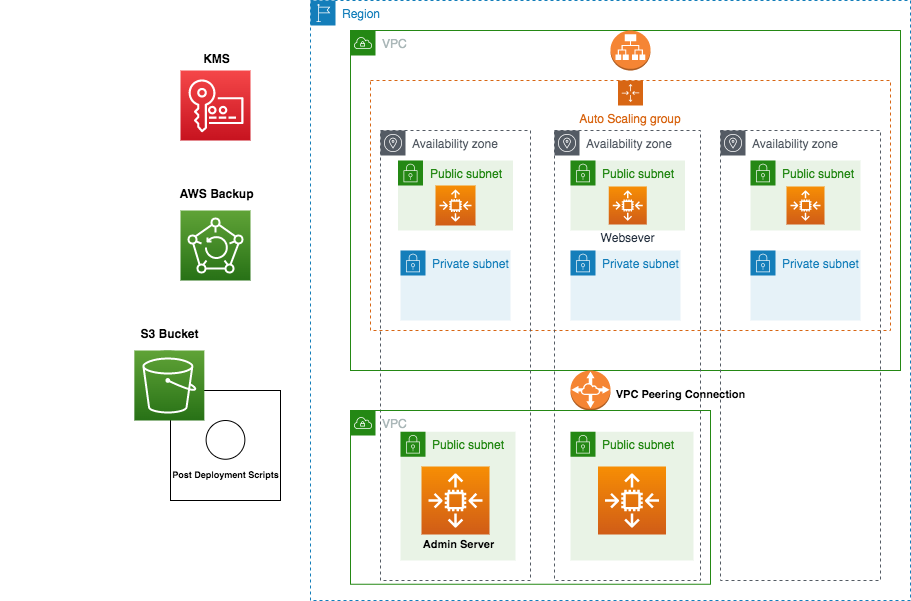 Region
VPC
KMS
Auto Scaling group
Availability zone
Availability zone
Availability zone
Public subnet
Public subnet
Public subnet
AWS Backup
Websever
Private subnet
Private subnet
Private subnet
S3 Bucket
VPC Peering Connection
VPC
Public subnet
Public subnet
Post Deployment Scripts
Admin Server